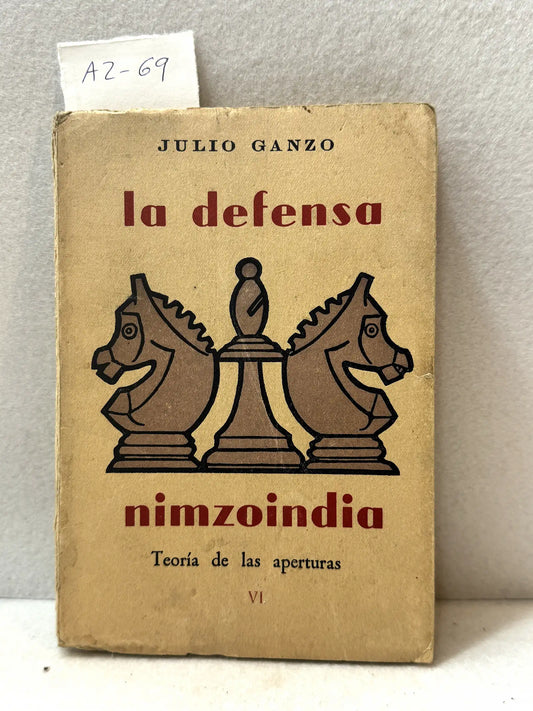 A2-69
JULIO GANZO
la defensa
nimzoindia
Teoría de las aperturas
VI